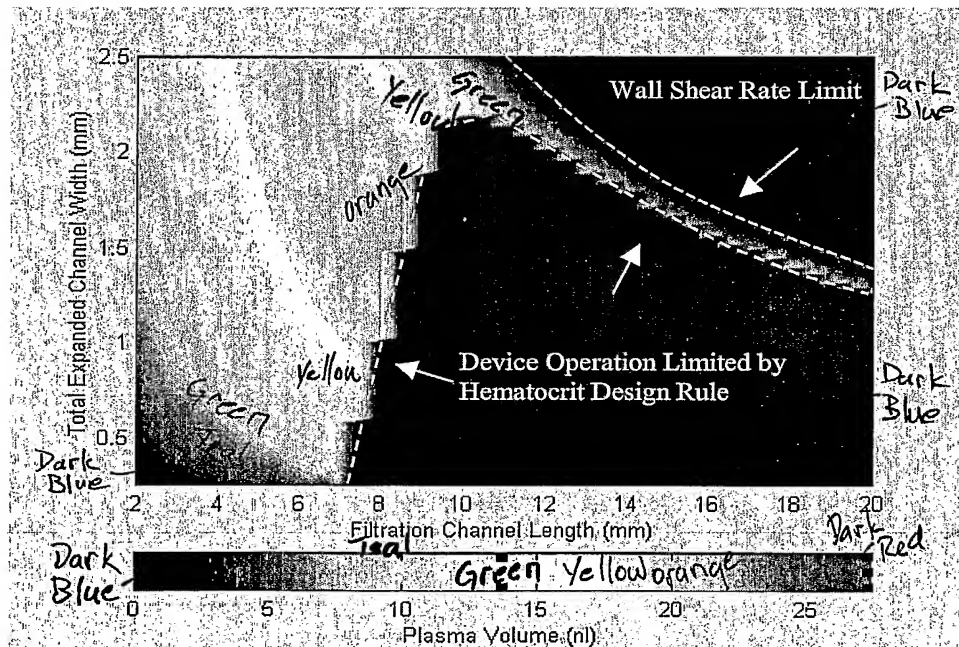 2.5
Yellow
Green
Wall Shear Rate Limit
Dark
Blue
2
orange
Total Expanded Channel Width (mm)
1.5
1
Yellow
Device Operation Limited by
Hematocrit Design Rule
Dark
Blue
Green
Teal
0.5
Dark
Blue
2 4 6 8 10 12 14 16 18 20
Filtration Channel Length (mm)
Dark
Blue
Teal
Green Yellow orange
Dark
Red
0 5 10 15 20 25
Plasma Volume (nl)